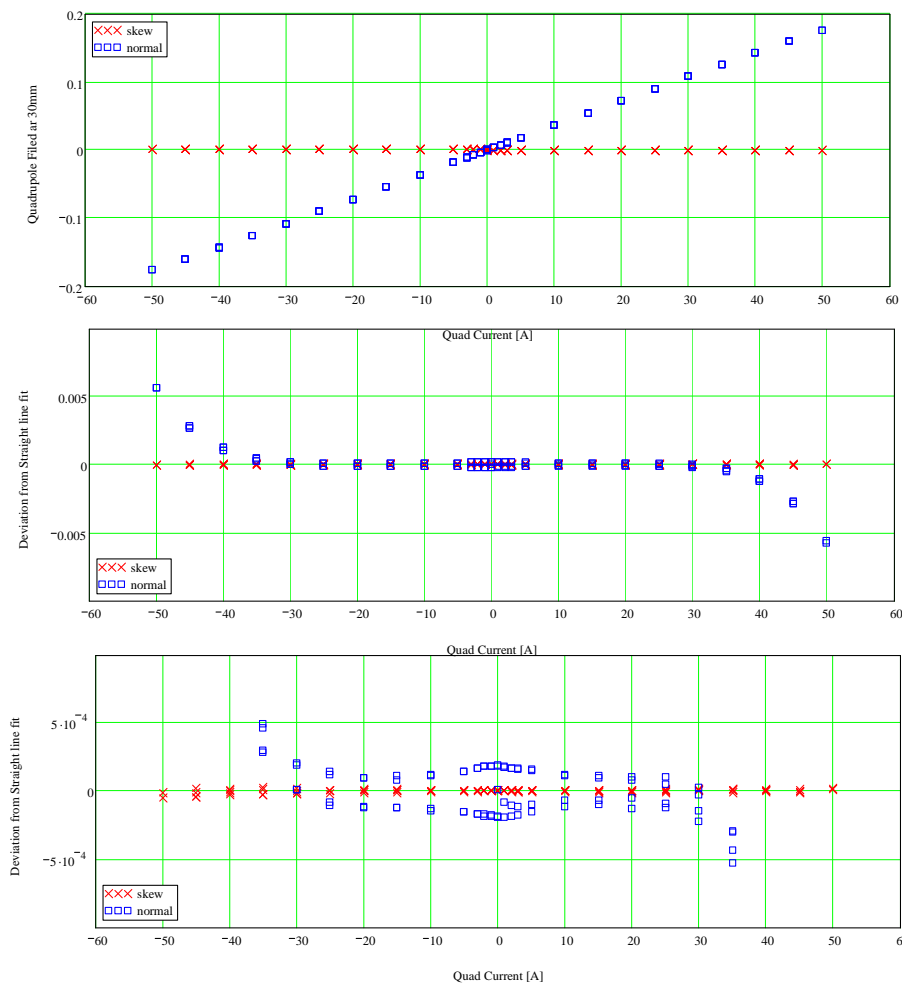 0.2
skew
normal
0.1
0
−0.1
−0.2
Quadrupole Filed ar 30mm
−60 −50 −40 −30 −20 −10 0 10 20 30 40 50 60
Quad Current [A]
0.005
0
−0.005
Deviation from Straight line fit
skew
normal
−60 −50 −40 −30 −20 −10 0 10 20 30 40 50 60
Quad Current [A]
5·10⁻⁴
0
−5·10⁻⁴
Deviation from Straight line fit
skew
normal
−60 −50 −40 −30 −20 −10 0 10 20 30 40 50 6
Quad Current [A]